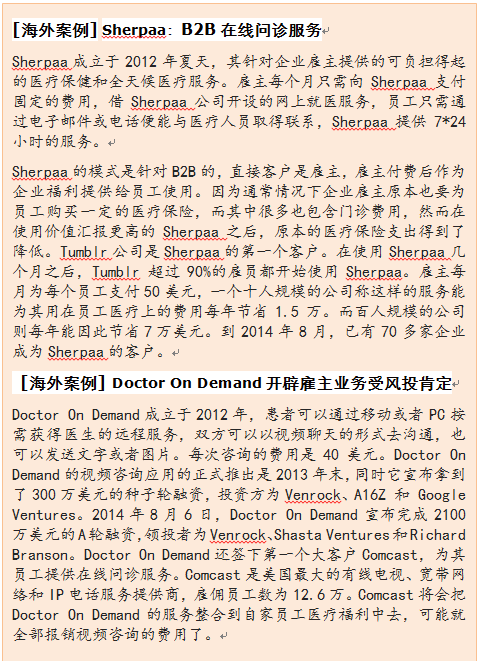 [海外案例] Sherpaa: B2B 在线问诊服务
Sherpaa 成立于 2012 年夏天，其针对企业雇主提供的可负担得起
的医疗保健和全天候医疗服务。雇主每个月只需向 Sherpaa 支付
固定的费用，借 Sherpaa 公司开设的网上就医服务，员工只需通
过电子邮件或电话便能与医疗人员取得联系，Sherpaa 提供 7*24
小时的服务。
Sherpaa 的模式是针对 B2B 的，直接客户是雇主，雇主付费后作为
企业福利提供给员工使用。因为通常情况下企业雇主原本也要为
员工购买一定的医疗保险，而其中很多也包含门诊费用，然而在
使用价值汇报更高的 Sherpaa 之后，原本的医疗保险支出得到了
降低。Tumblr 公司是 Sherpaa 的第一个客户。在使用 Sherpaa 几
个月之后，Tumblr 超过 90%的雇员都开始使用 Sherpaa。雇主每
月为每个员工支付 50 美元，一个十人规模的公司称这样的服务能
为其用在员工医疗上的费用每年节省 1.5 万。而百人规模的公司
则每年能因此节省 7 万美元。到 2014 年 8 月，已有 70 多家企业
成为 Sherpaa 的客户。
[海外案例] Doctor On Demand 开辟雇主业务受风投肯定
Doctor On Demand 成立于 2012 年，患者可以通过移动或者 PC 按
需获得医生的远程服务，双方可以以视频聊天的形式去沟通，也
可以发送文字或者图片。每次咨询的费用是 40 美元。Doctor On
Demand 的视频咨询应用的正式推出是 2013 年末，同时它宣布拿到
了 300 万美元的种子轮融资，投资方为 Venrock、A16Z 和 Google
Ventures。2014 年 8 月 6 日，Doctor On Demand 宣布完成 2100
万美元的 A 轮融资，领投者为 Venrock、Shasta Ventures 和 Richard
Branson。Doctor On Demand 还签下第一个大客户 Comcast，为其
员工提供在线问诊服务。Comcast 是美国最大的有线电视、宽带网
络和 IP 电话服务提供商，雇佣员工数为 12.6 万。Comcast 将会把
Doctor On Demand 的服务整合到自家员工医疗福利中去，可能就
全部报销视频咨询的费用了。